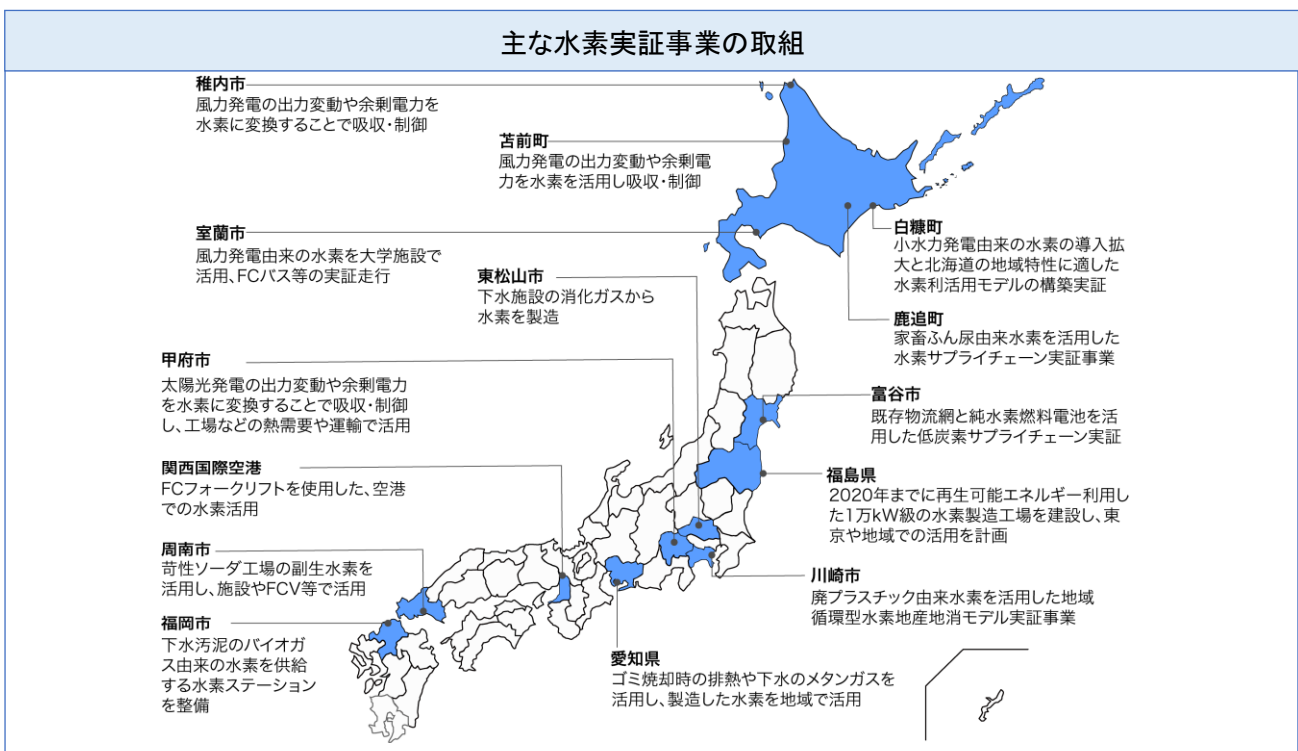 主な水素実証事業の取組
稚内市
風力発電の出力変動や余剰電力を
水素に変換することで吸収・制御
苫前町
風力発電の出力変動や余剰電
力を水素を活用し吸収・制御
室蘭市
風力発電由来の水素を大学施設で
活用、FCバス等の実証走行
白糠町
小水力発電由来の水素の導入拡
大と北海道の地域特性に適した
水素利活用モデルの構築実証
東松山市
下水施設の消化ガスから
水素を製造
鹿追町
家畜ふん尿由来水素を活用した
水素サプライチェーン実証事業
甲府市
太陽光発電の出力変動や余剰電力
を水素に変換することで吸収・制御
し、工場などの熱需要や運輸で活用
富谷市
既存物流網と純水素燃料電池を活
用した低炭素サプライチェーン実証
関西国際空港
FCフォークリフトを使用した、空港
での水素活用
福島県
2020年までに再生可能エネルギー利用し
た1万kW級の水素製造工場を建設し、東
京や地域での活用を計画
周南市
苛性ソーダ工場の副生水素を
活用し、施設やFCV等で活用
川崎市
廃プラスチック由来水素を活用した地域
循環型水素地産地消モデル実証事業
福岡市
下水汚泥のバイオガ
ス由来の水素を供給
する水素ステーション
を整備
愛知県
ゴミ焼却時の排熱や下水のメタンガスを
活用し、製造した水素を地域で活用